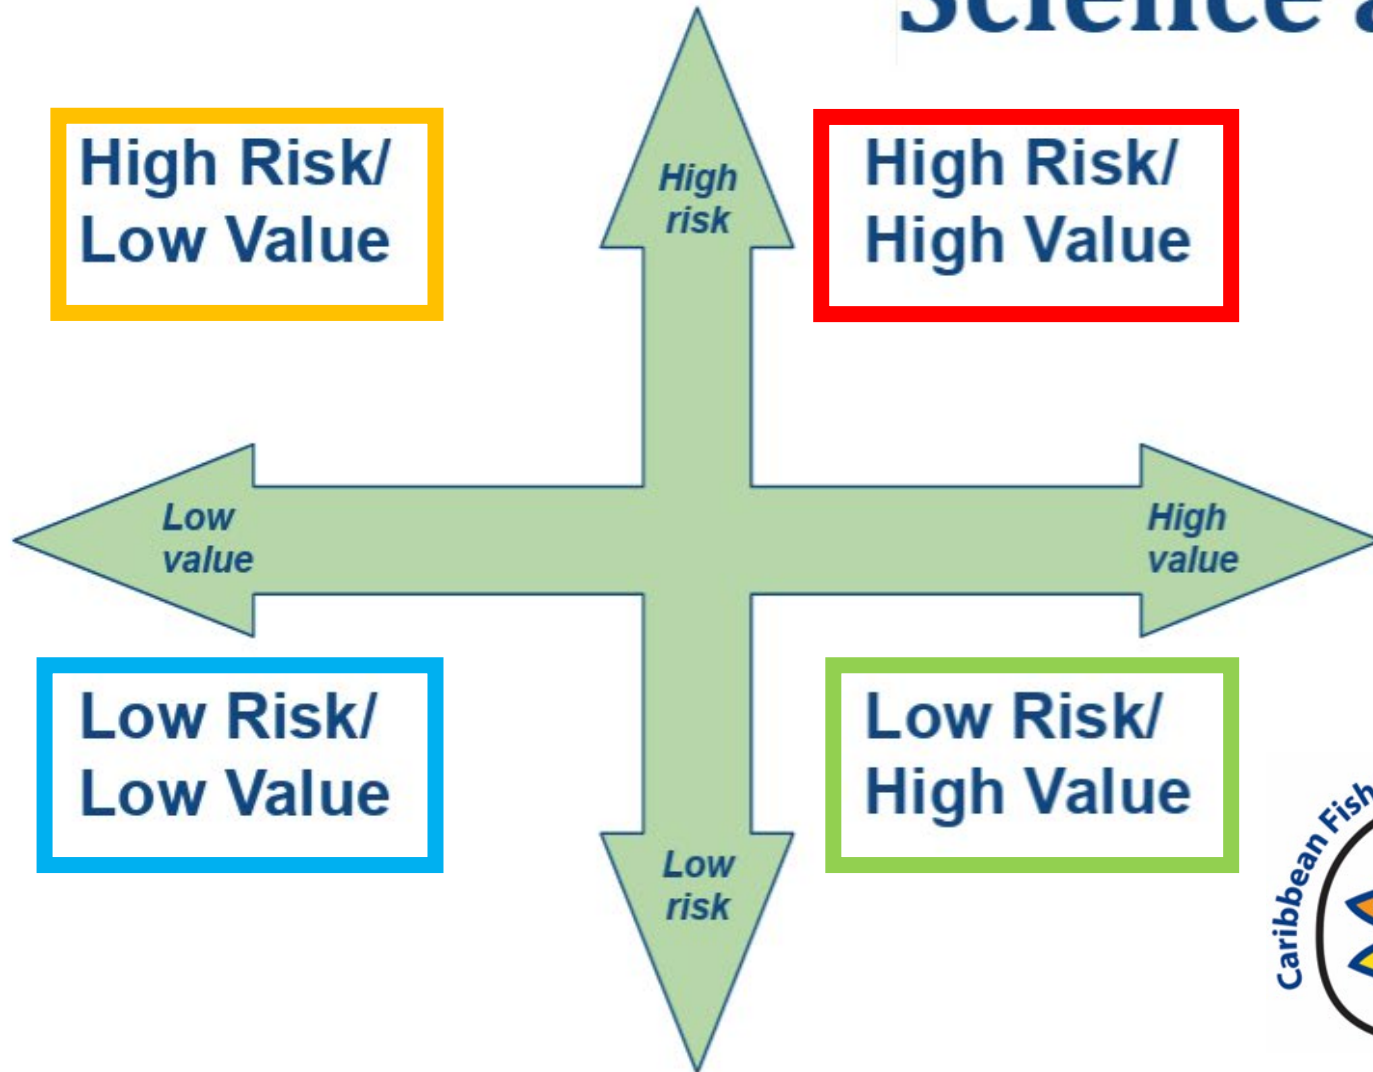 Science a
High Risk/
Low Value
High
risk
High Risk/
High Value
Low
value
High
value
Low Risk/
Low Value
Low Risk/
High Value
Low
risk
Caribbean Fish